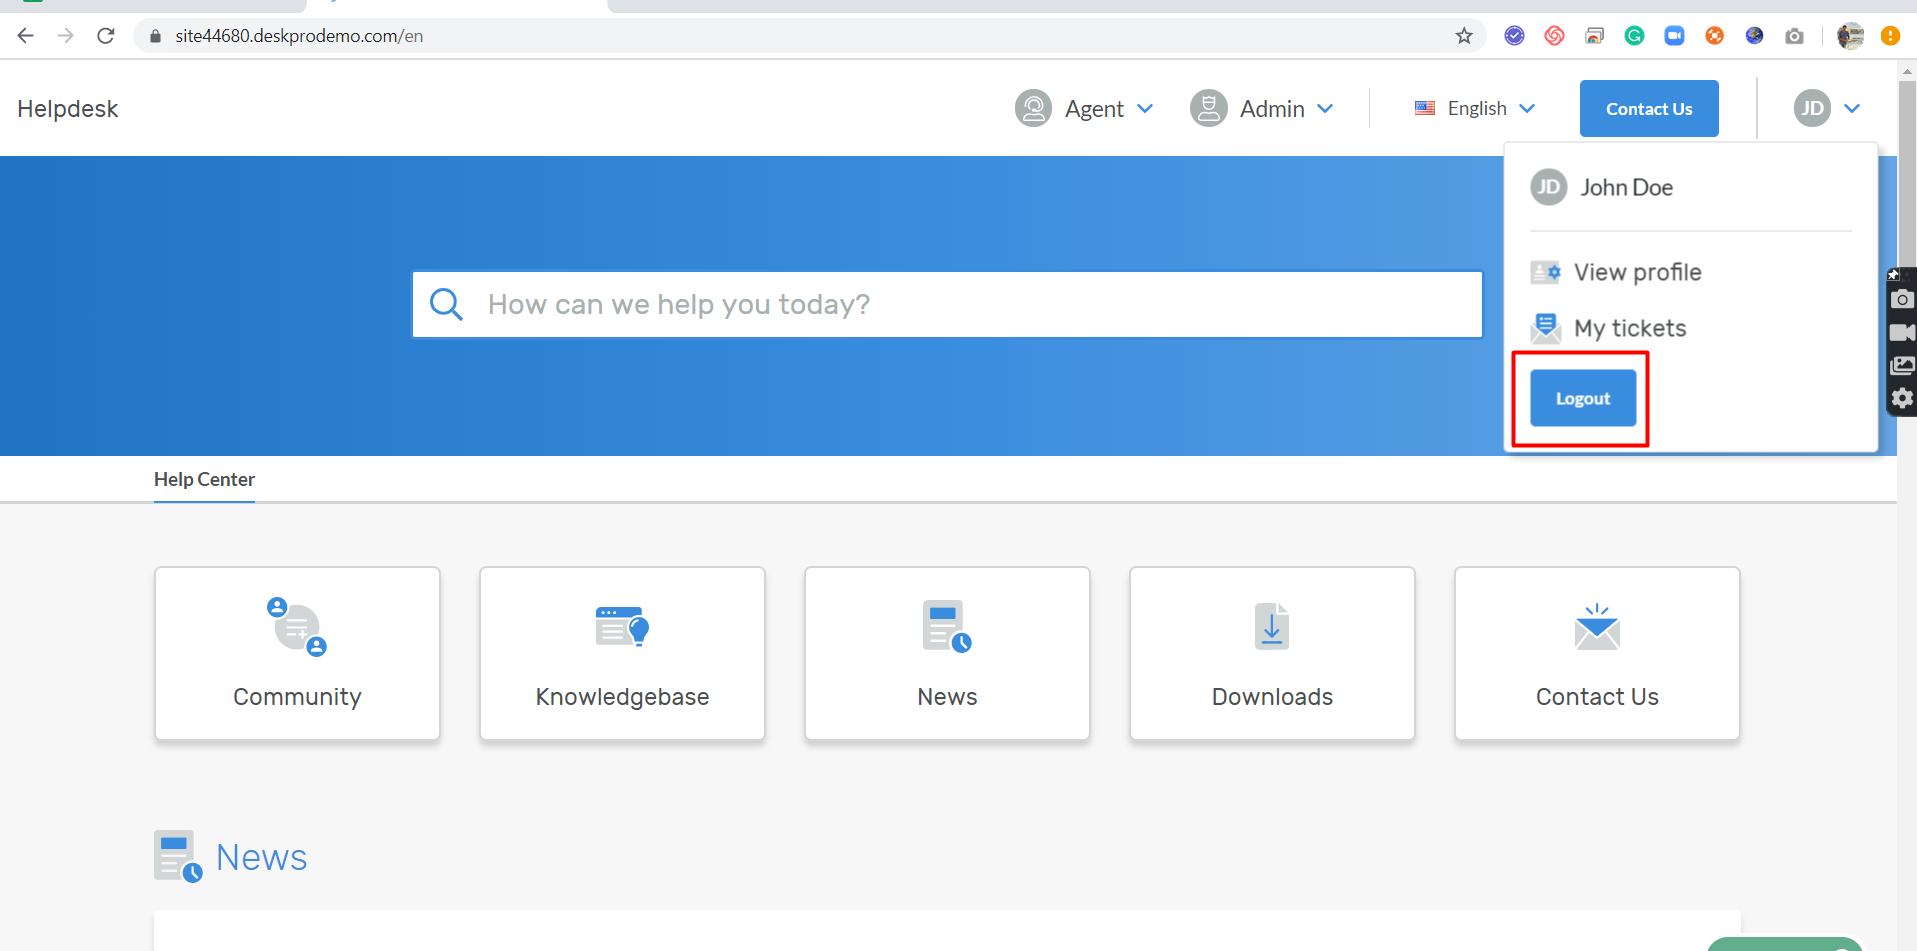 site44680.deskprodemo.com/en
Helpdesk
Agent
Admin
English
Contact Us
JD
JD John Doe
View profile
My tickets
Logout
How can we help you today?
Help Center
Community
Knowledgebase
News
Downloads
Contact Us
News